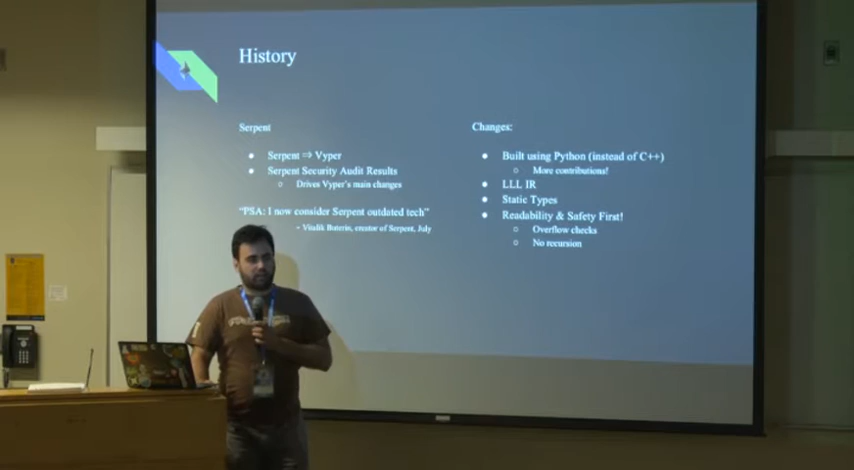 History
Serpent
Serpent ⇒ Vyper
Serpent Security Audit Results
Drives Vyper's main changes
"PSA: I now consider Serpent outdated tech"
- Vitalik Buterin, creator of Serpent, July
Changes:
Built using Python (instead of C++)
More contributions!
LLL IR
Static Types
Readability & Safety First!
Overflow checks
No recursion